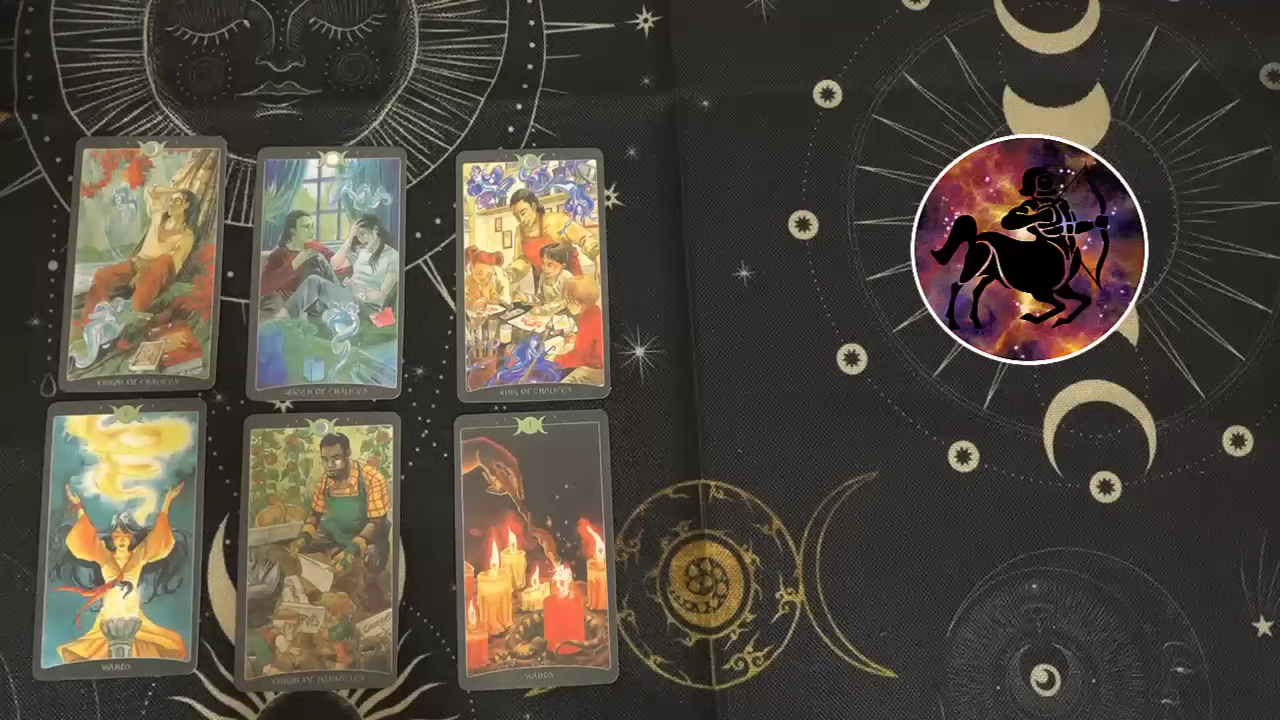 KNIGHT OF CHALICES
QUEEN OF CHALICES
KING OF CHALICES
WANDS
KNIGHT OF PENTACLES
WANDS